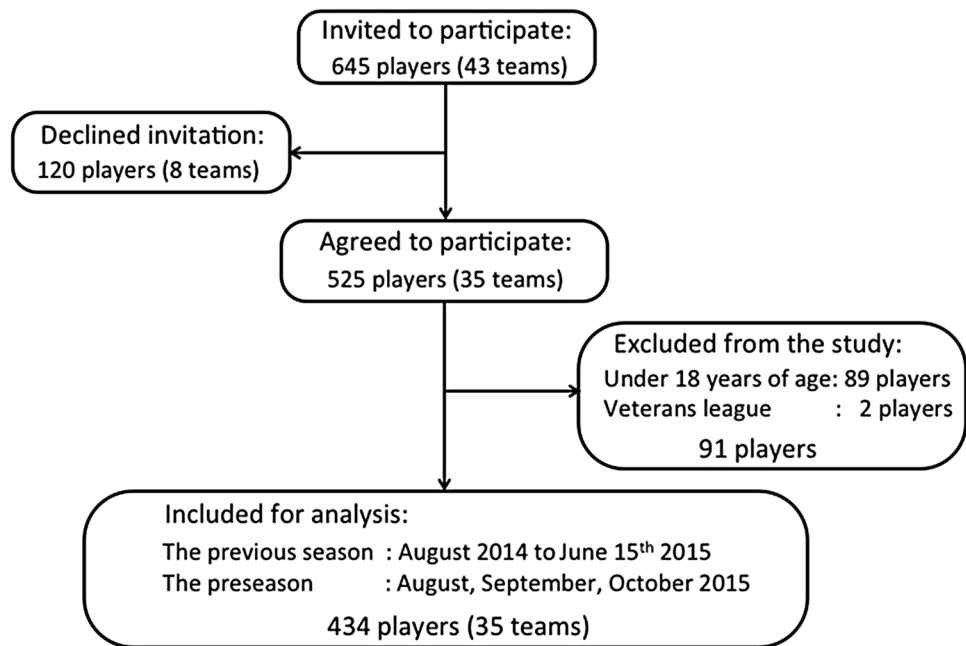 Invited to participate:
645 players (43 teams)
Declined invitation:
120 players (8 teams)
Agreed to participate:
525 players (35 teams)
Excluded from the study:
Under 18 years of age: 89 players
Veterans league : 2 players
91 players
Included for analysis:
The previous season : August 2014 to June 15th 2015
The preseason : August, September, October 2015
434 players (35 teams)